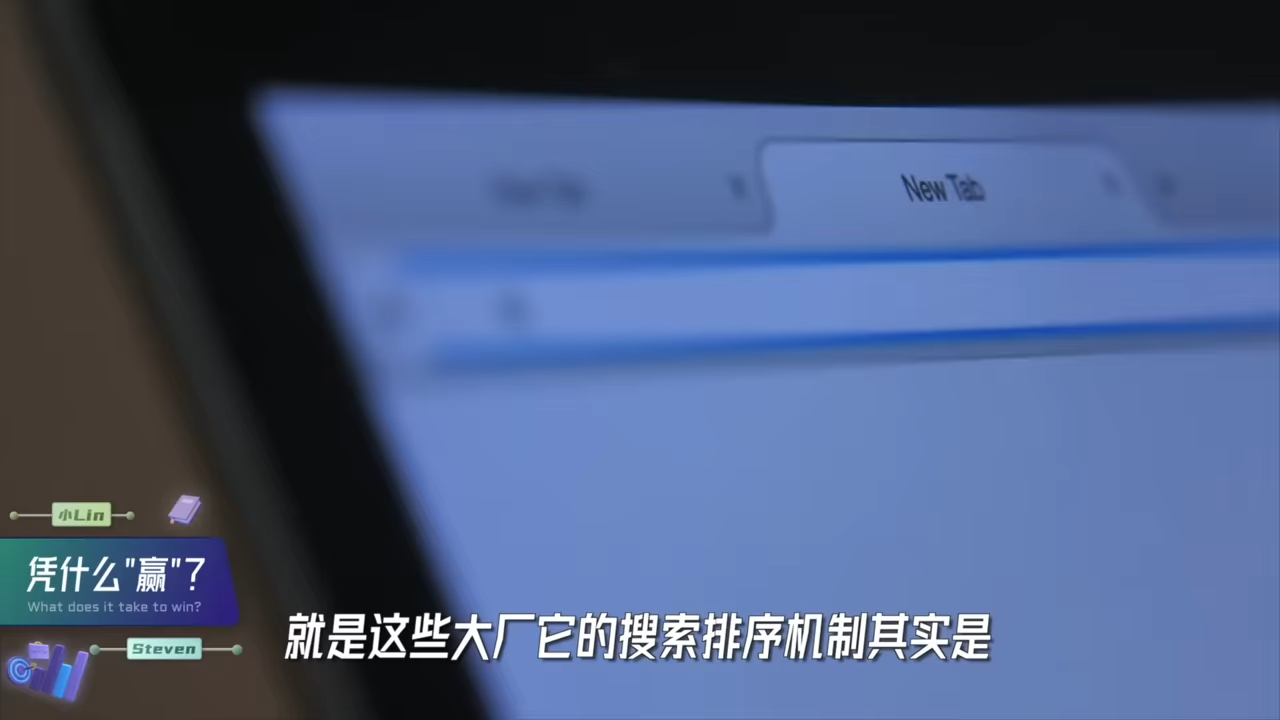 New Tab
小Lin
凭什么"赢"?
What does it take to win?
Steven
就是这些大厂它的搜索排序机制其实是